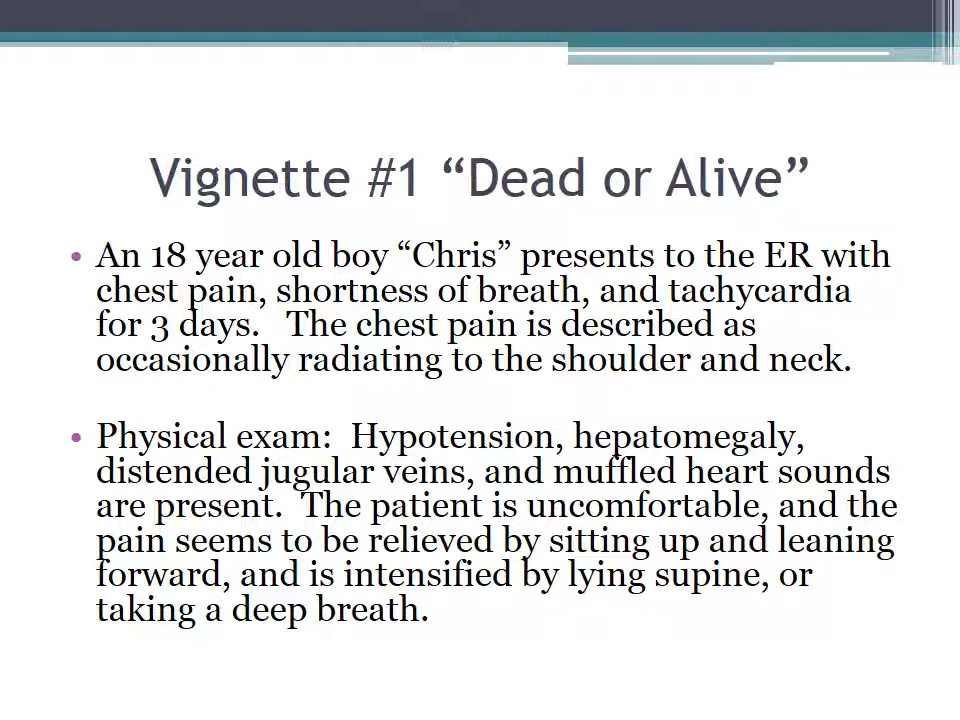 Vignette #1 “Dead or Alive”
• An 18 year old boy “Chris” presents to the ER with
chest pain, shortness of breath, and tachycardia
for 3 days.   The chest pain is described as
occasionally radiating to the shoulder and neck.
• Physical exam:  Hypotension, hepatomegaly,
distended jugular veins, and muffled heart sounds
are present.  The patient is uncomfortable, and the
pain seems to be relieved by sitting up and leaning
forward, and is intensified by lying supine, or
taking a deep breath.